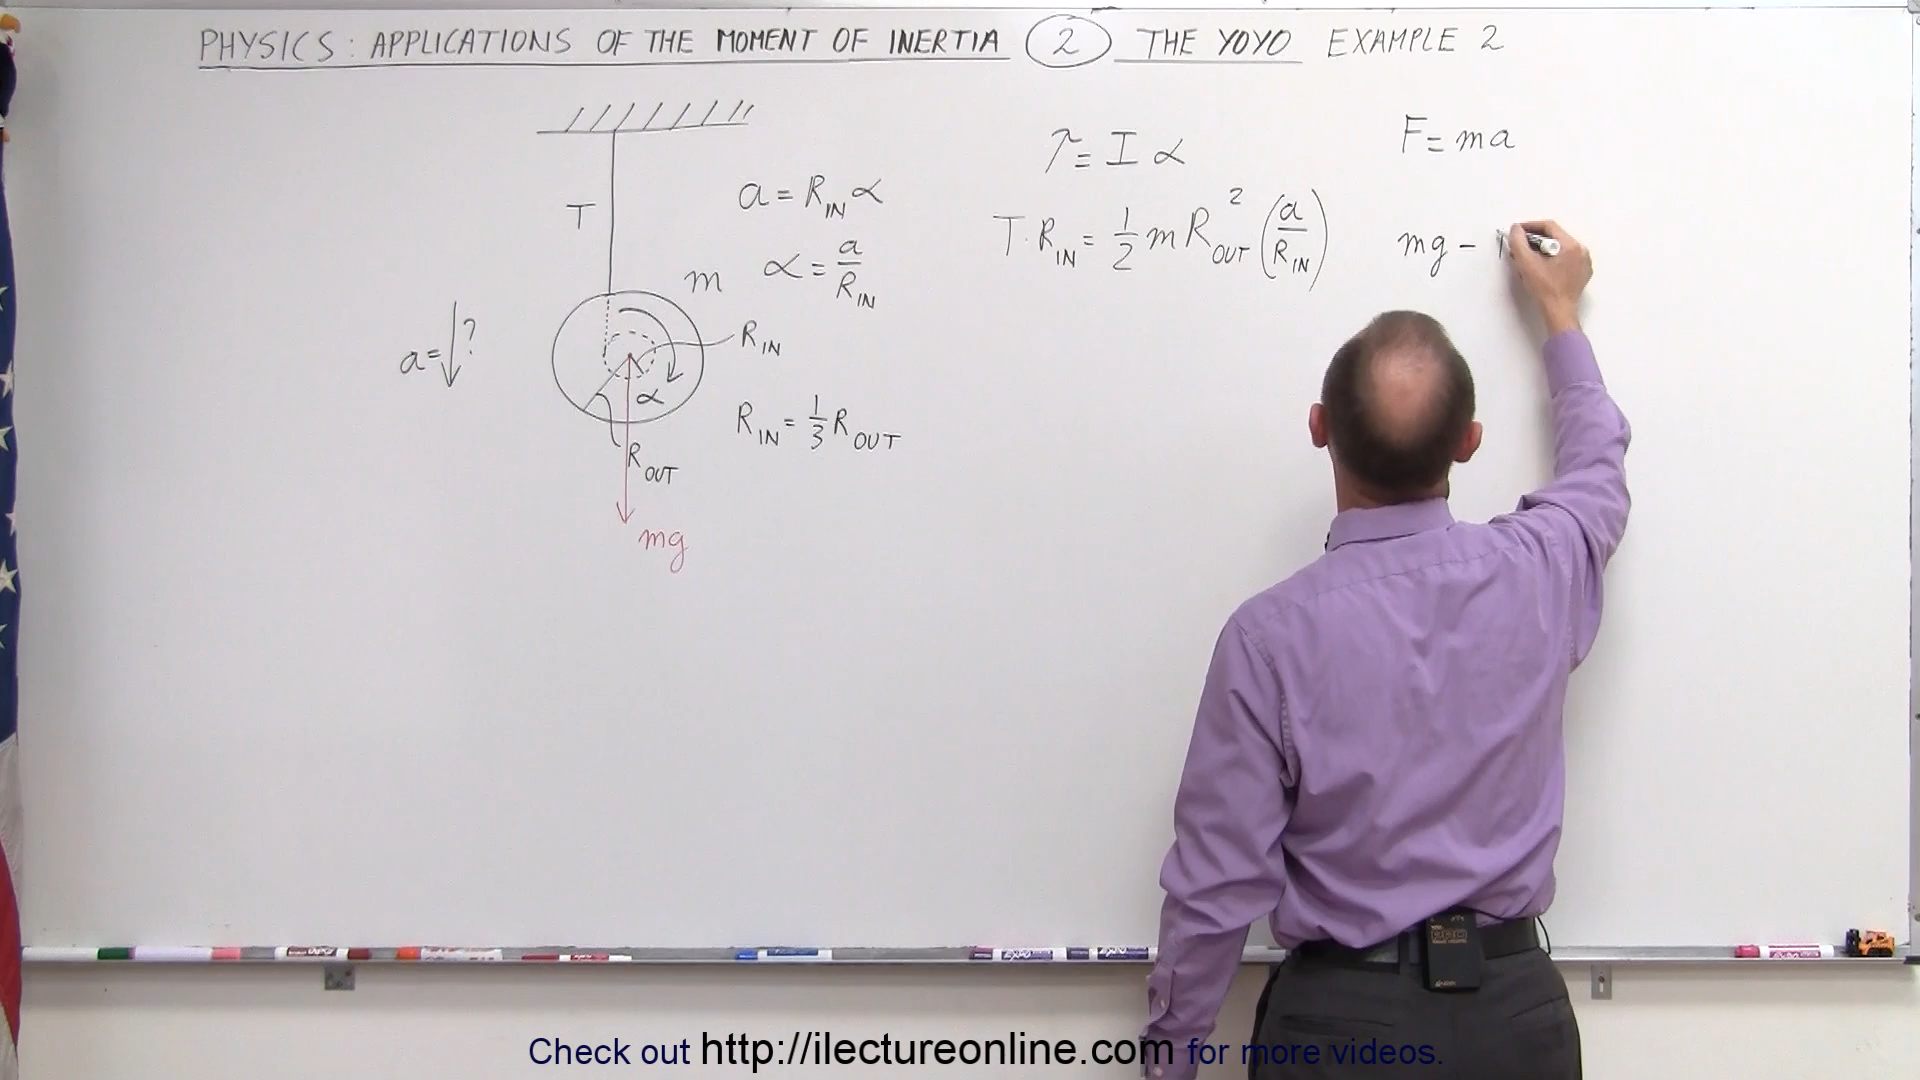 PHYSICS: APPLICATIONS OF THE MOMENT OF INERTIA 2 THE YOYO EXAMPLE 2
T
a = R_IN α
α = a/R_IN
m
a = ?
R_IN
α
R_IN = 1/3 R_OUT
R_OUT
mg
τ = I α
T · R_IN = 1/2 m R_OUT² (a/R_IN)
F = ma
mg −
Check out http://ilectureonline.com for more videos.